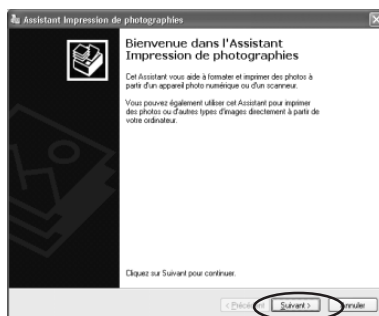 Assistant Impression de photographies
Bienvenue dans l'Assistant
Impression de photographies
Cet Assistant vous aide à formater et imprimer des photos à
partir d'un appareil photo numérique ou d'un scanneur.
Vous pouvez également utiliser cet Assistant pour imprimer
des photos ou d'autres types d'images directement à partir de
votre ordinateur.
Cliquez sur Suivant pour continuer.
< Précédent Suivant > Annuler